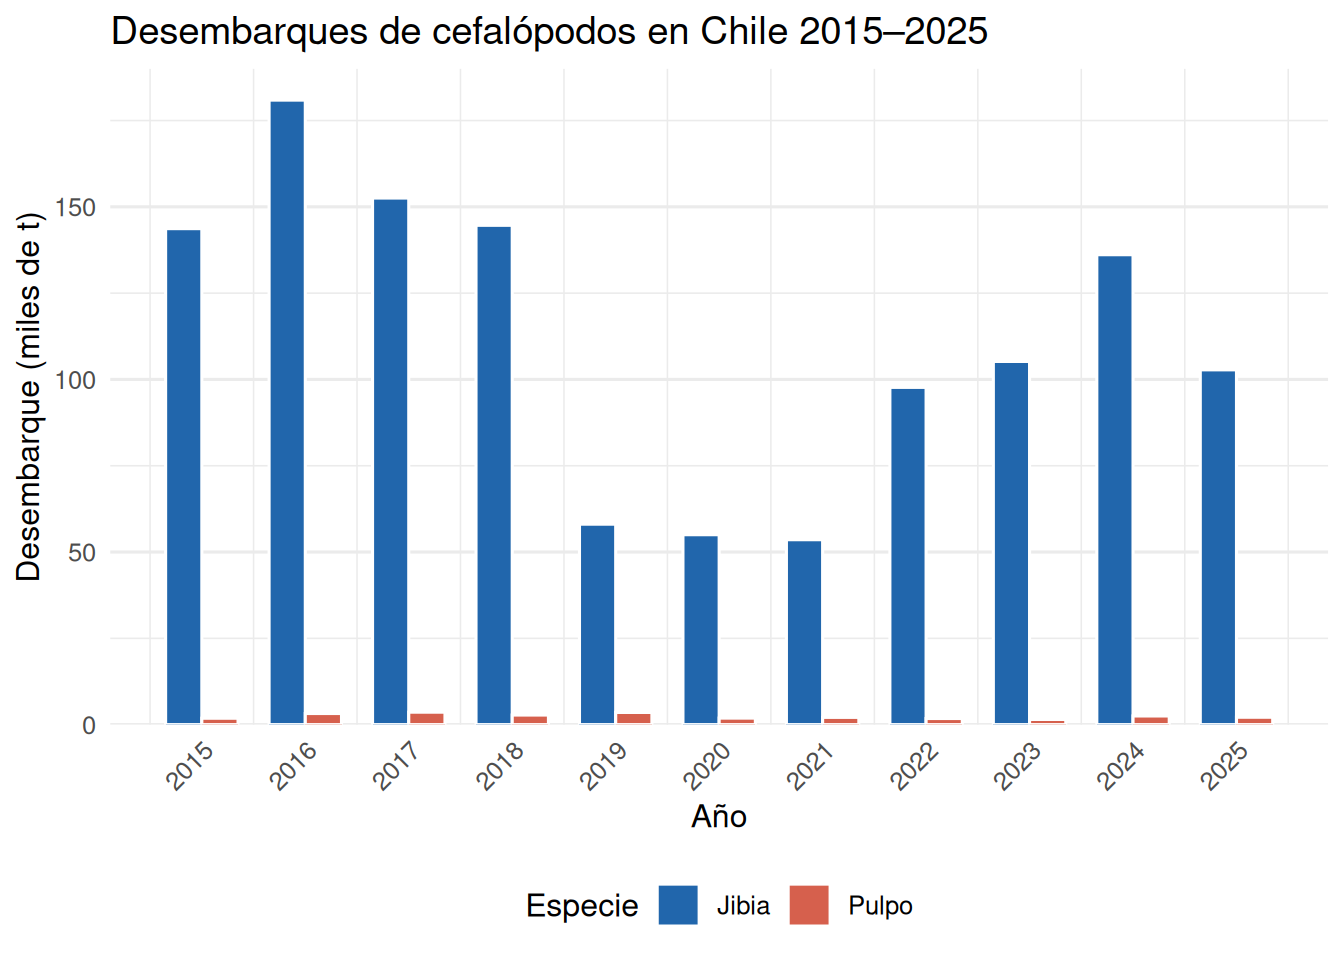 Desembarques de cefalópodos en Chile 2015–2025
Desembarque (miles de t)
150
100
50
0
2015 2016 2017 2018 2019 2020 2021 2022 2023 2024 2025
Año
Especie Jibia Pulpo